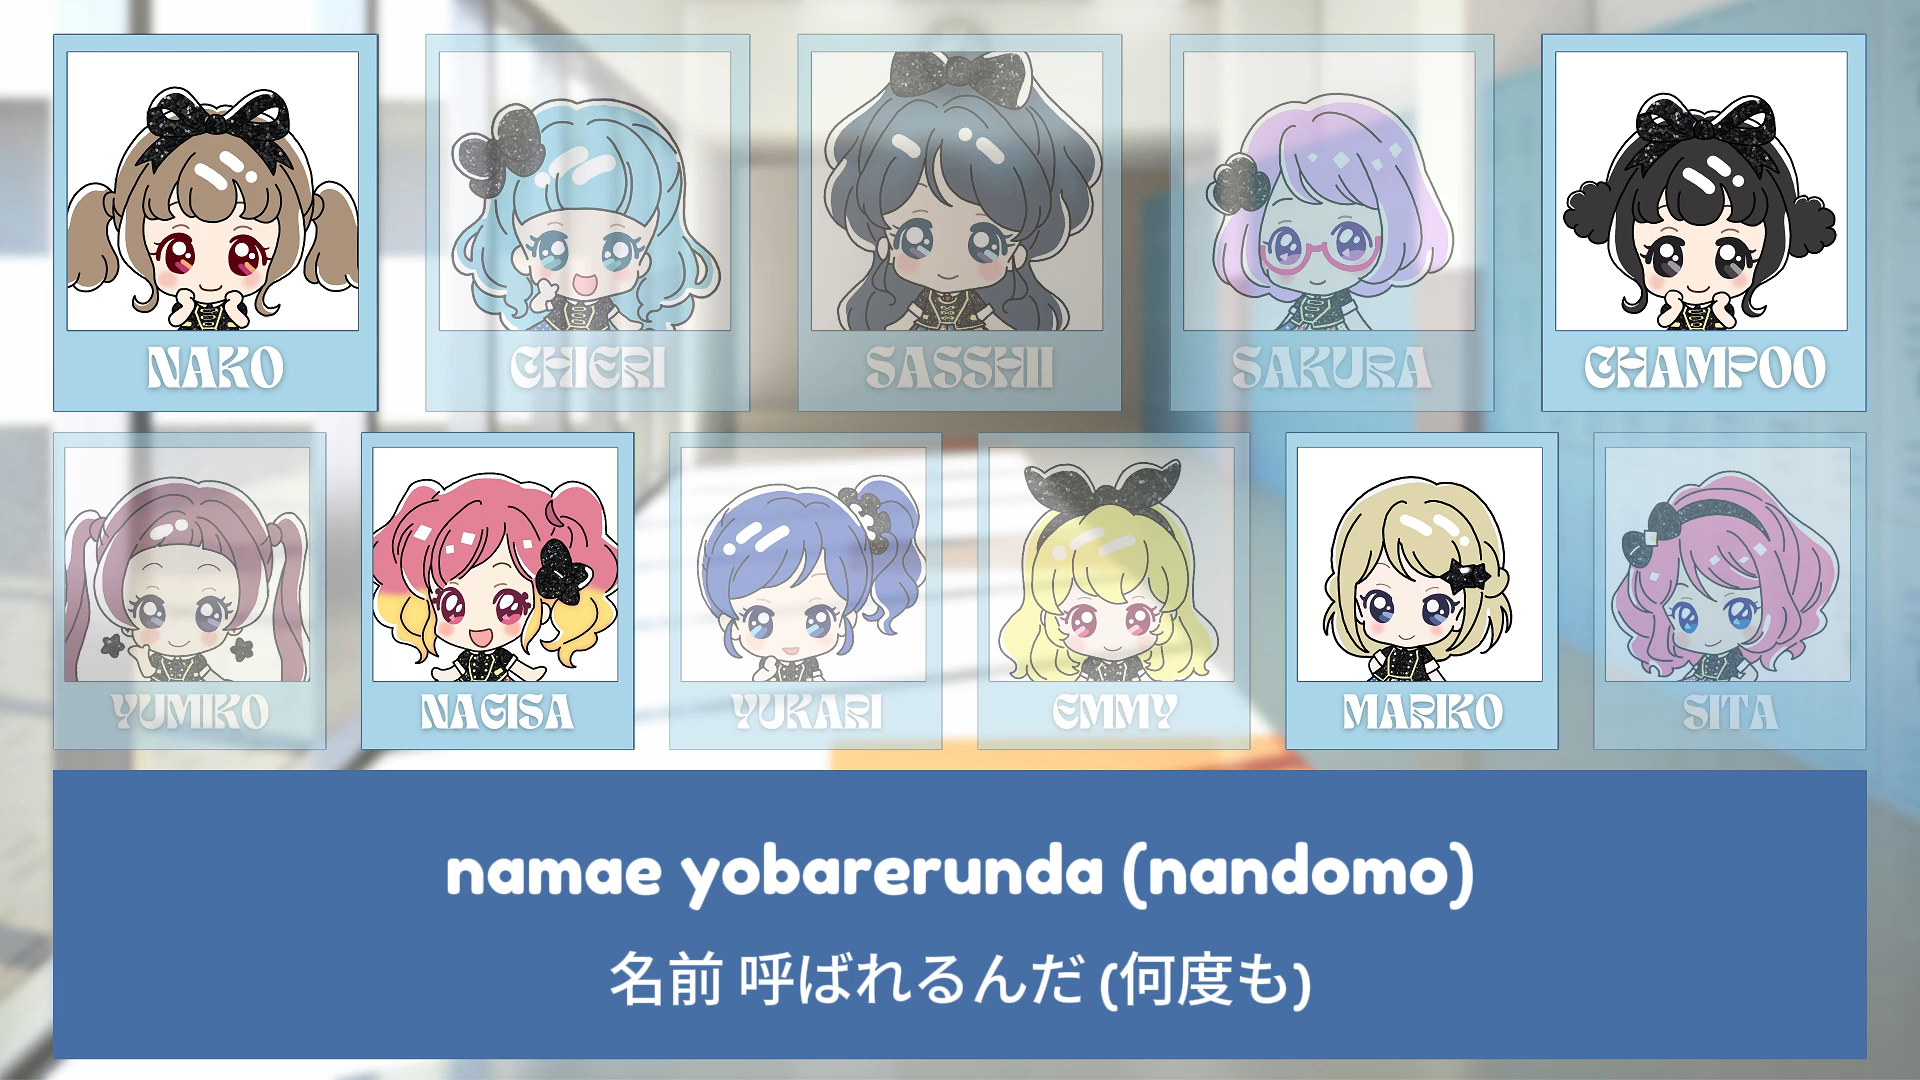 NAKO
CHIERI
SASSHII
SAKURA
CHAMPOO
YUMIKO
NAGISA
YUKARI
EMMY
MARIKO
SITA
namae yobarerunda (nandomo)
名前 呼ばれるんだ (何度も)